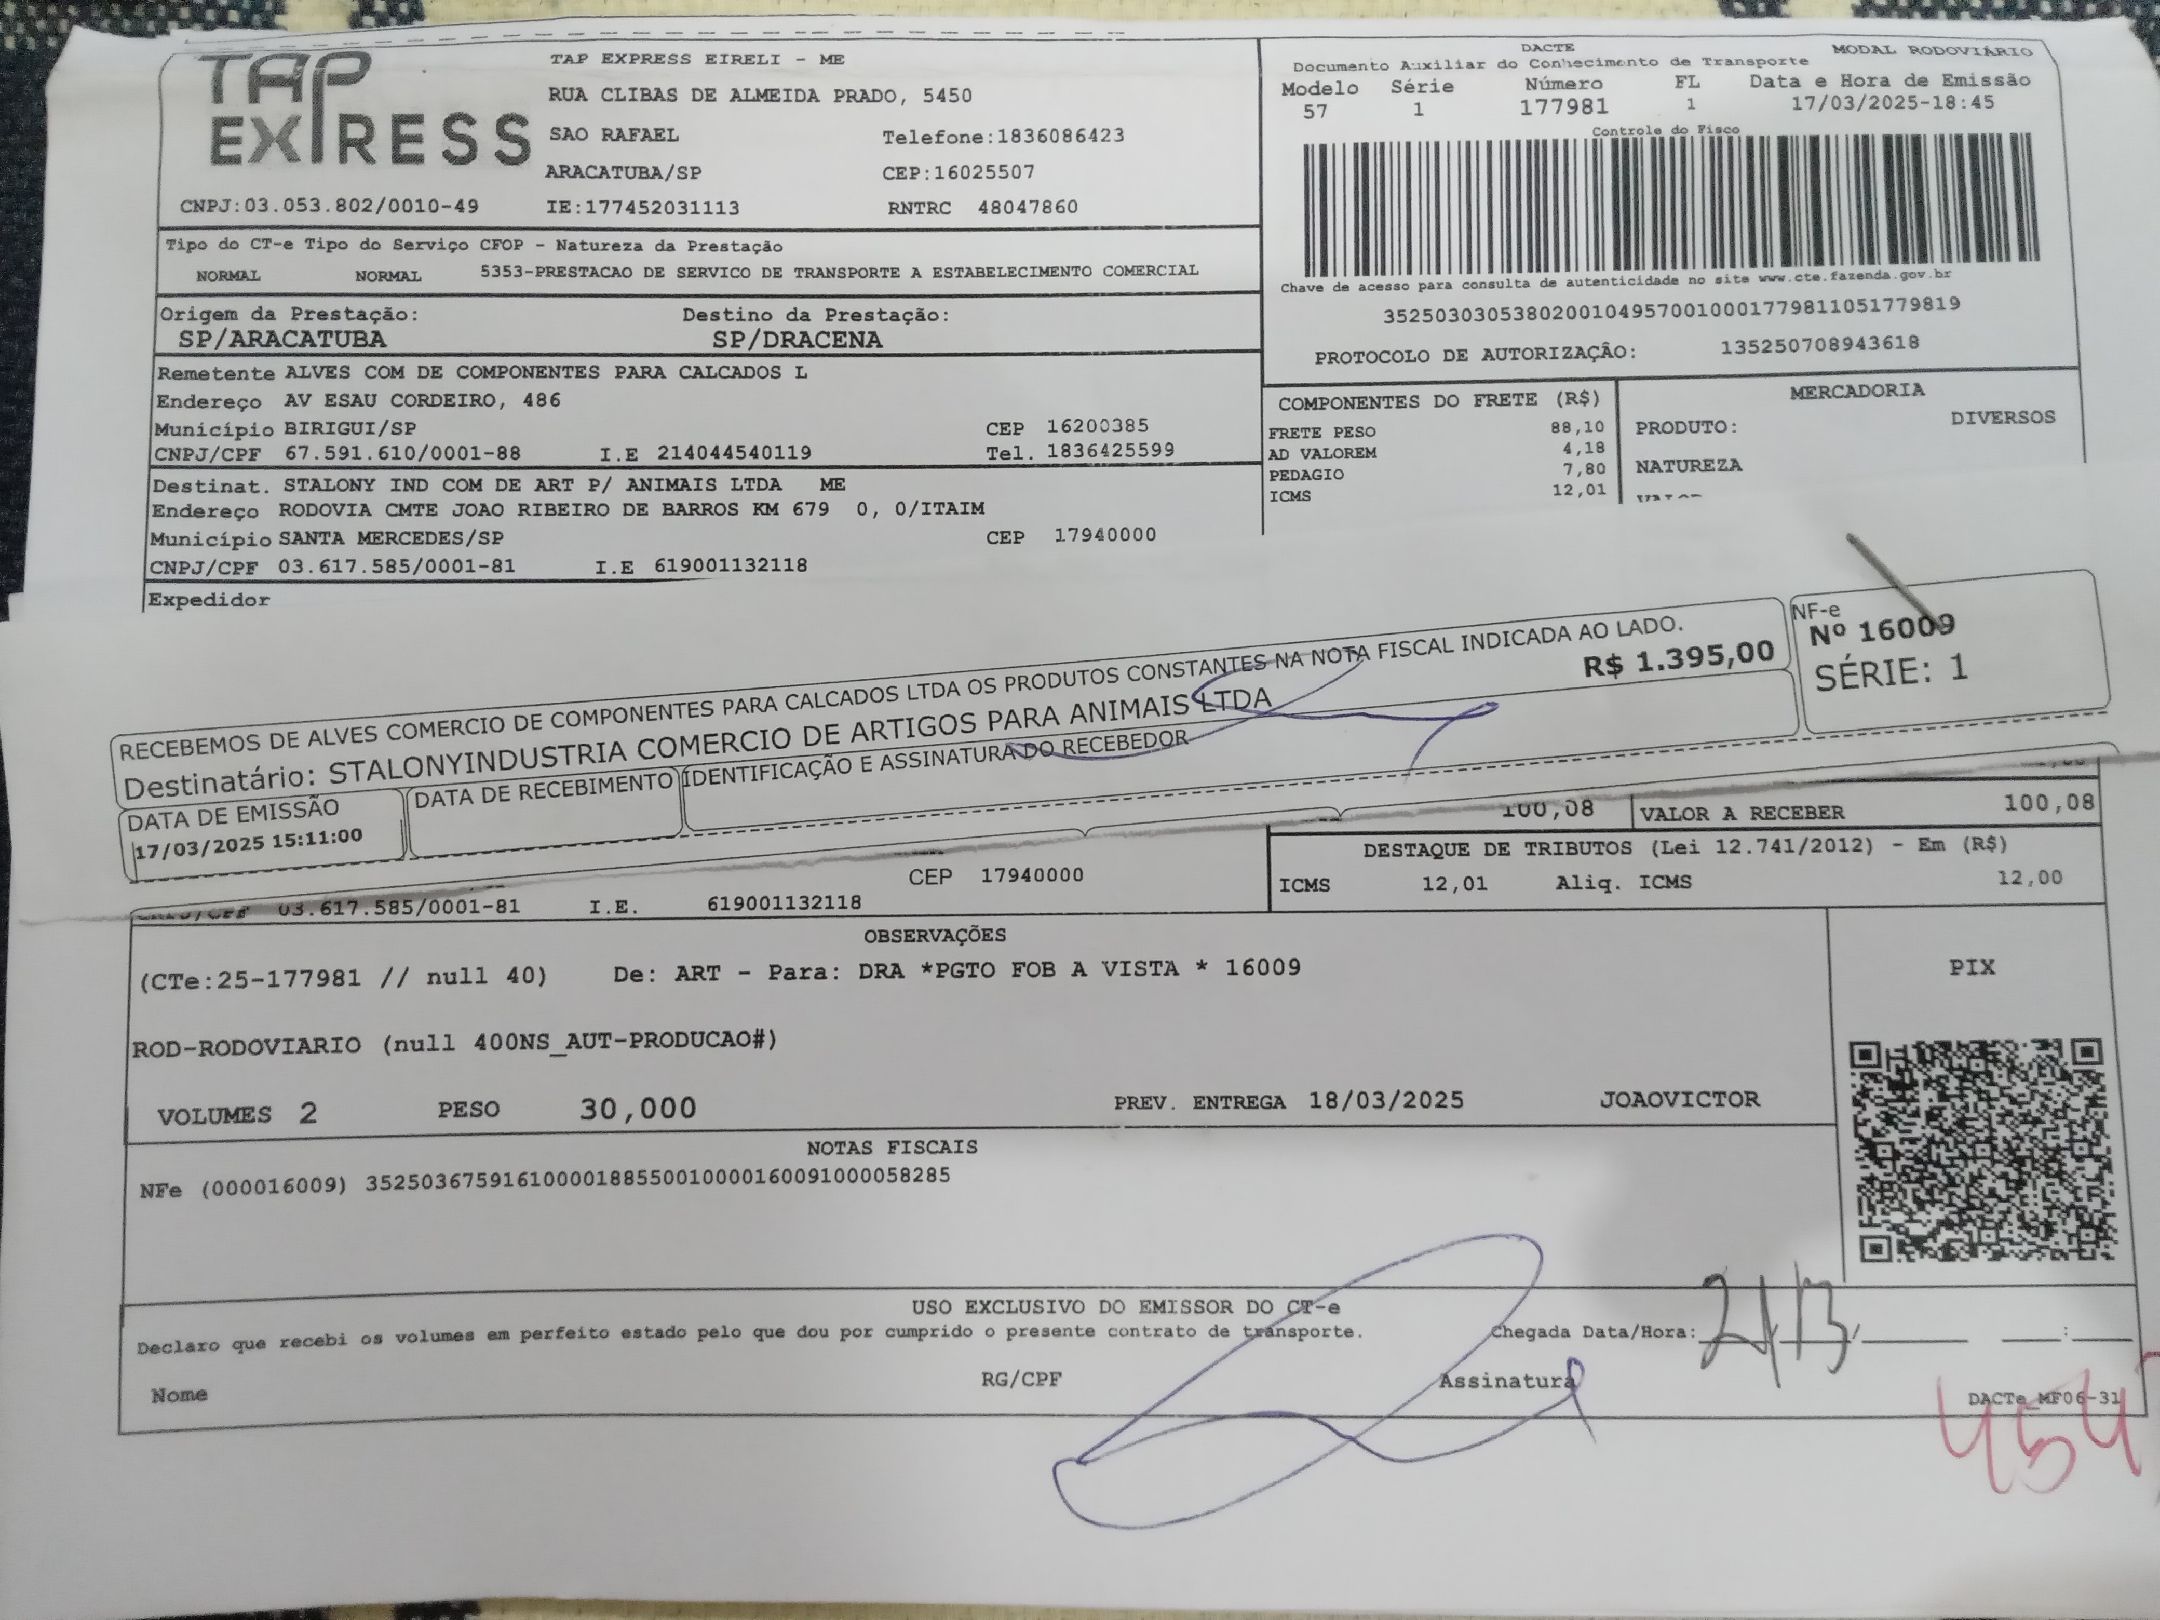 TAP EXPRESS
TAP EXPRESS EIRELI - ME
RUA CLIBAS DE ALMEIDA PRADO, 5450
SAO RAFAEL Telefone:1836086423
ARACATUBA/SP CEP:16025507
CNPJ:03.053.802/0010-49 IE:177452031113 RNTRC 48047860
DACTE MODAL RODOVIÁRIO
Documento Auxiliar do Conhecimento de Transporte
Modelo Série Número FL Data e Hora de Emissão
57 1 177981 1 17/03/2025-18:45
Controle do Fisco
Chave de acesso para consulta de autenticidade no site www.cte.fazenda.gov.br
35250303053802001049570010001779811051779819
PROTOCOLO DE AUTORIZAÇÃO: 135250708943618
Tipo do CT-e Tipo do Serviço CFOP - Natureza da Prestação
NORMAL NORMAL 5353-PRESTACAO DE SERVICO DE TRANSPORTE A ESTABELECIMENTO COMERCIAL
Origem da Prestação: Destino da Prestação:
SP/ARACATUBA SP/DRACENA
Remetente ALVES COM DE COMPONENTES PARA CALCADOS L
Endereço AV ESAU CORDEIRO, 486
Município BIRIGUI/SP CEP 16200385
CNPJ/CPF 67.591.610/0001-88 I.E 214044540119 Tel. 1836425599
Destinat. STALONY IND COM DE ART P/ ANIMAIS LTDA ME
Endereço RODOVIA CMTE JOAO RIBEIRO DE BARROS KM 679 0, 0/ITAIM
Município SANTA MERCEDES/SP CEP 17940000
CNPJ/CPF 03.617.585/0001-81 I.E 619001132118
Expedidor
COMPONENTES DO FRETE (R$)
FRETE PESO 88,10
AD VALOREM 4,18
PEDAGIO 7,80
ICMS 12,01
MERCADORIA
PRODUTO: DIVERSOS
NATUREZA
RECEBEMOS DE ALVES COMERCIO DE COMPONENTES PARA CALCADOS LTDA OS PRODUTOS CONSTANTES NA NOTA FISCAL INDICADA AO LADO.
Destinatário: STALONYINDUSTRIA COMERCIO DE ARTIGOS PARA ANIMAIS LTDA R$ 1.395,00
DATA DE EMISSÃO DATA DE RECEBIMENTO IDENTIFICAÇÃO E ASSINATURA DO RECEBEDOR
17/03/2025 15:11:00
NF-e
Nº 16009
SÉRIE: 1
100,08 VALOR A RECEBER 100,08
CEP 17940000
CNPJ/CPF 03.617.585/0001-81 I.E. 619001132118
DESTAQUE DE TRIBUTOS (Lei 12.741/2012) - Em (R$)
ICMS 12,01 Aliq. ICMS 12,00
OBSERVAÇÕES
(CTe:25-177981 // null 40) De: ART - Para: DRA *PGTO FOB A VISTA * 16009
ROD-RODOVIARIO (null 400NS_AUT-PRODUCAO#)
VOLUMES 2 PESO 30,000 PREV. ENTREGA 18/03/2025 JOAOVICTOR
PIX
NOTAS FISCAIS
NFe (000016009) 35250367591610000188550010000160091000058285
USO EXCLUSIVO DO EMISSOR DO CT-e
Declaro que recebi os volumes em perfeito estado pelo que dou por cumprido o presente contrato de transporte. Chegada Data/Hora: / :
Nome RG/CPF Assinatura
DACTe_MF06-31